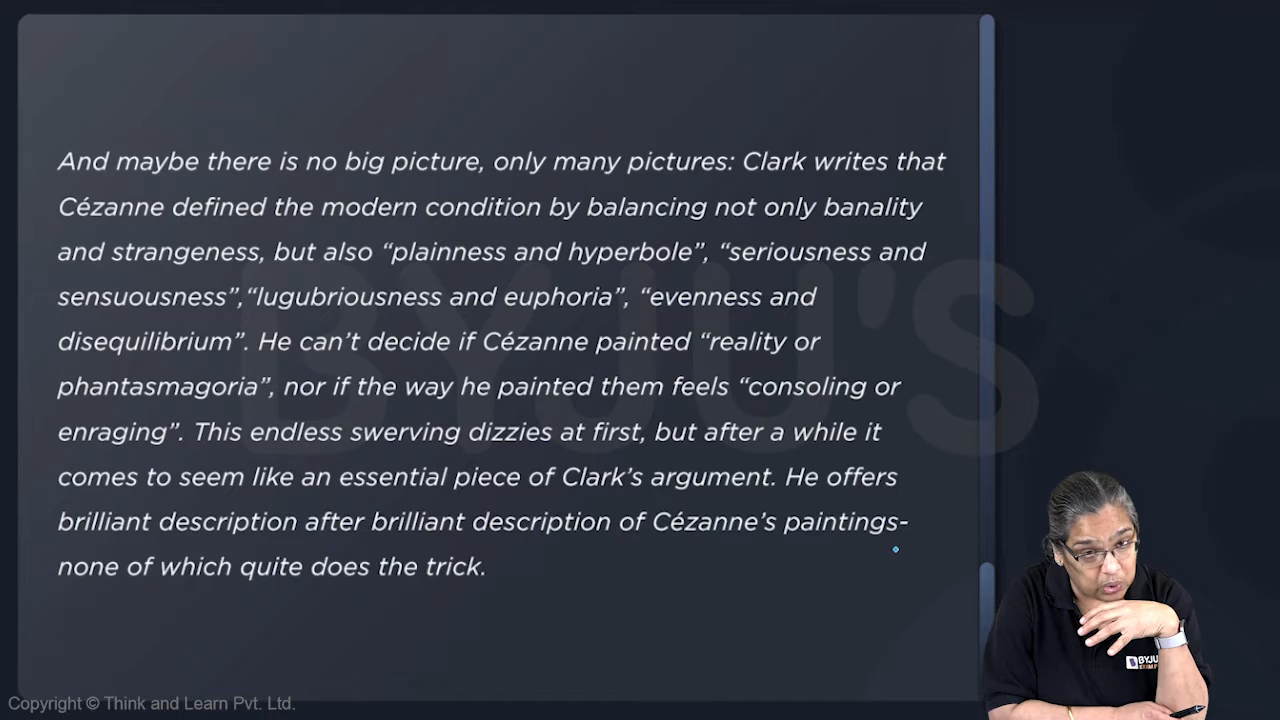 And maybe there is no big picture, only many pictures: Clark writes that
Cézanne defined the modern condition by balancing not only banality
and strangeness, but also “plainness and hyperbole”, “seriousness and
sensuousness”,“lugubriousness and euphoria”, “evenness and
disequilibrium”. He can’t decide if Cézanne painted “reality or
phantasmagoria”, nor if the way he painted them feels “consoling or
enraging”. This endless swerving dizzies at first, but after a while it
comes to seem like an essential piece of Clark’s argument. He offers
brilliant description after brilliant description of Cézanne’s paintings-
none of which quite does the trick.
BYJU'S
BYJU
Copyright © Think and Learn Pvt. Ltd.